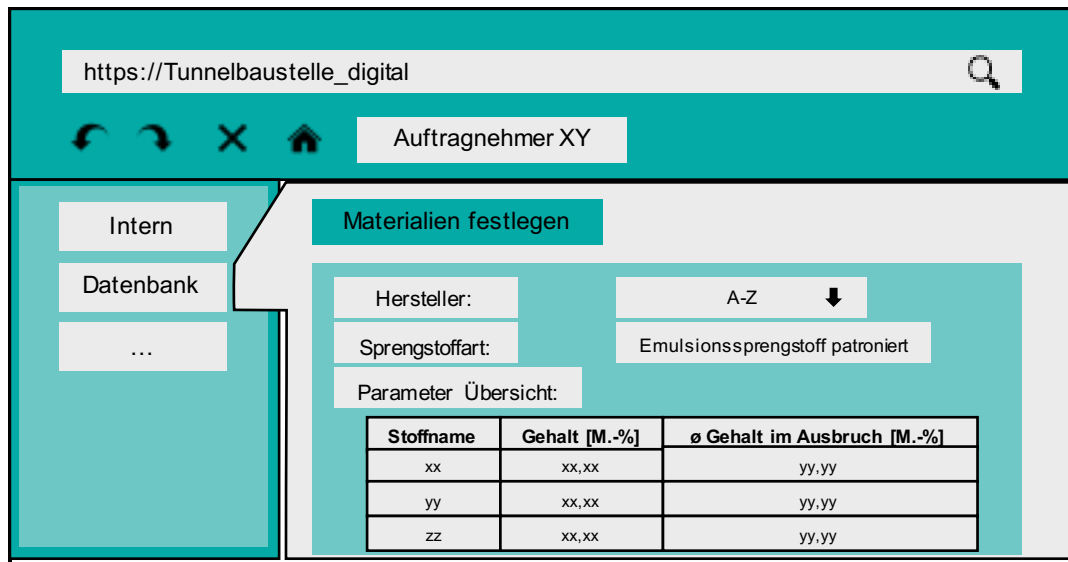 https://Tunnelbaustelle_digital
Auftragnehmer XY
Intern
Datenbank
...
Materialien festlegen
Hersteller: A-Z
Sprengstoffart: Emulsionssprengstoff patroniert
Parameter Übersicht:
Stoffname Gehalt [M.-%] ø Gehalt im Ausbruch [M.-%]
xx xx,xx yy,yy
yy xx,xx yy,yy
zz xx,xx yy,yy